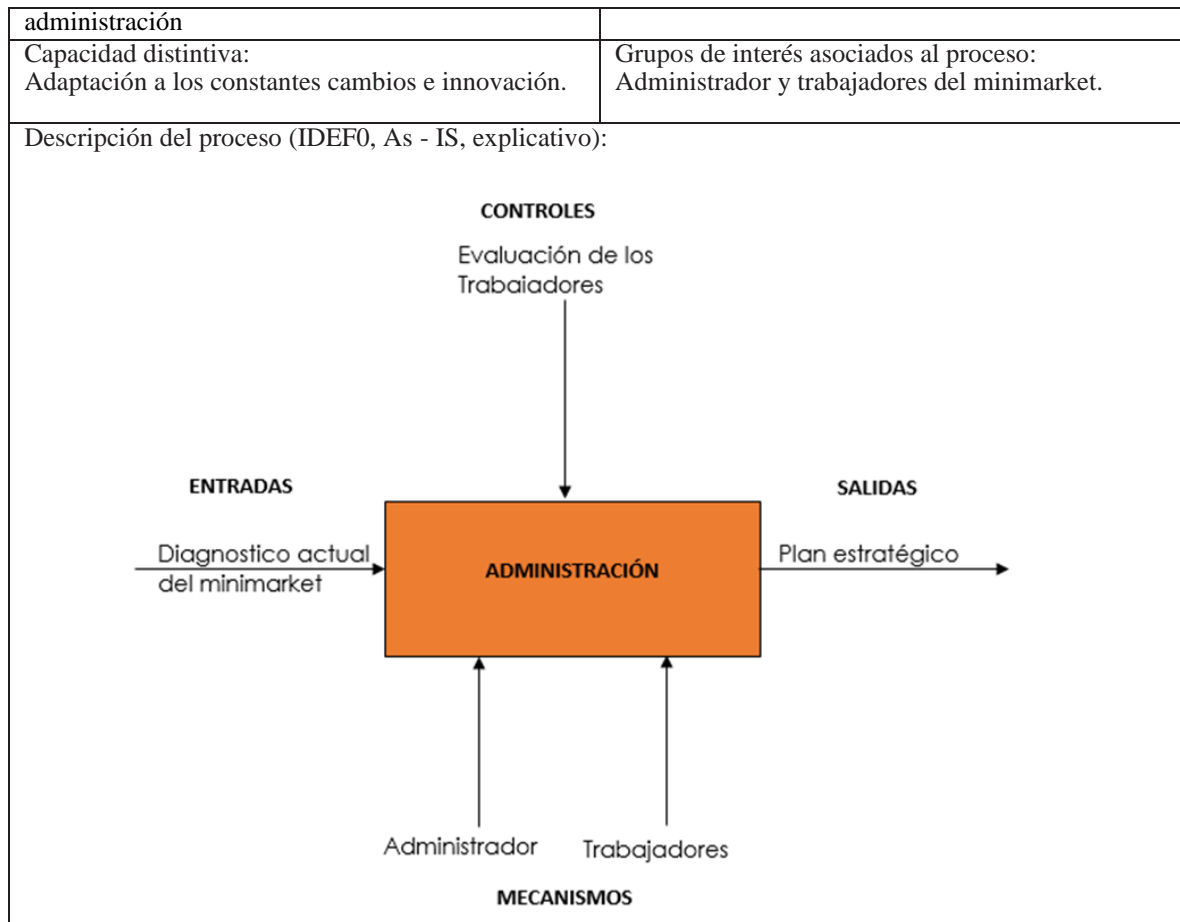 administración
Capacidad distintiva:
Adaptación a los constantes cambios e innovación.
Grupos de interés asociados al proceso:
Administrador y trabajadores del minimarket.
Descripción del proceso (IDEF0, As - IS, explicativo):
CONTROLES
Evaluación de los
Trabaiadores
ENTRADAS
SALIDAS
Diagnostico actual
del minimarket
ADMINISTRACIÓN
Plan estratégico
Administrador
Trabajadores
MECANISMOS